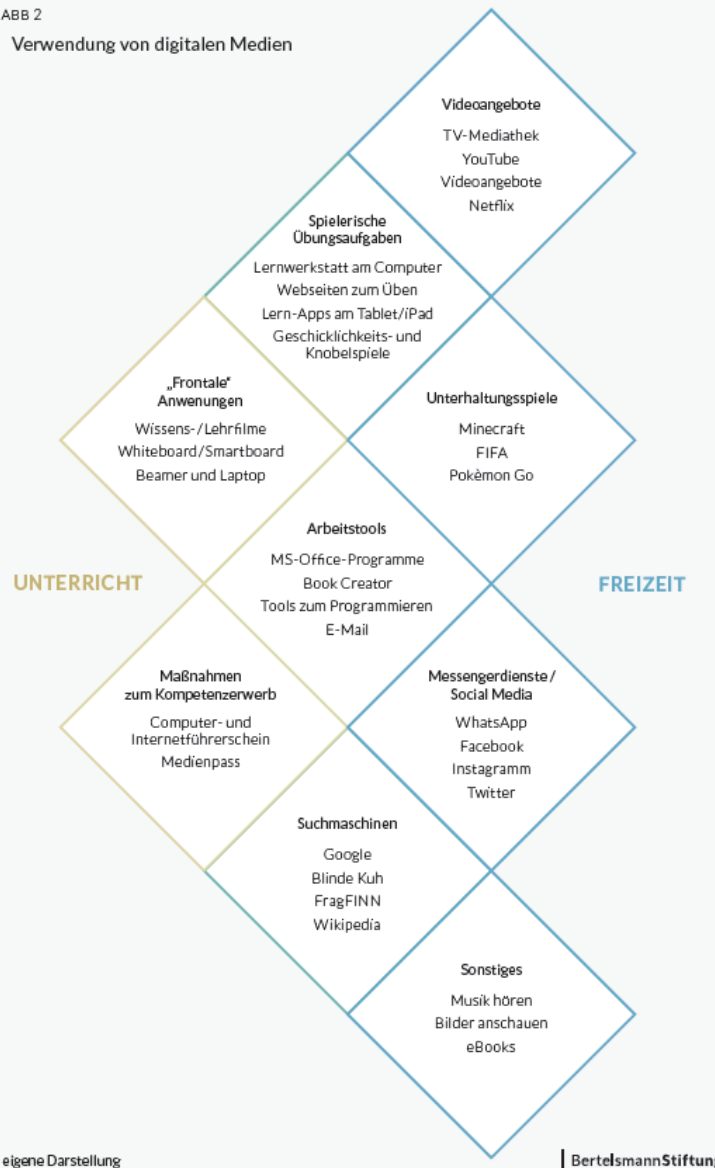 ABB 2
Verwendung von digitalen Medien
Videoangebote
TV-Mediathek
YouTube
Videoangebote
Netflix
Spielerische
Übungsaufgaben
Lernwerkstatt am Computer
Webseiten zum Üben
Lern-Apps am Tablet/iPad
Geschicklichkeits- und
Knobelspiele
„Frontale“
Anwenungen
Wissens-/Lehrfilme
Whiteboard/Smartboard
Beamer und Laptop
Unterhaltungsspiele
Minecraft
FIFA
Pokèmon Go
Arbeitstools
MS-Office-Programme
Book Creator
Tools zum Programmieren
E-Mail
UNTERRICHT
FREIZEIT
Maßnahmen
zum Kompetenzerwerb
Computer- und
Internetführerschein
Medienpass
Messengerdienste/
Social Media
WhatsApp
Facebook
Instagramm
Twitter
Suchmaschinen
Google
Blinde Kuh
FragFINN
Wikipedia
Sonstiges
Musik hören
Bilder anschauen
eBooks
eigene Darstellung
BertelsmannStiftung